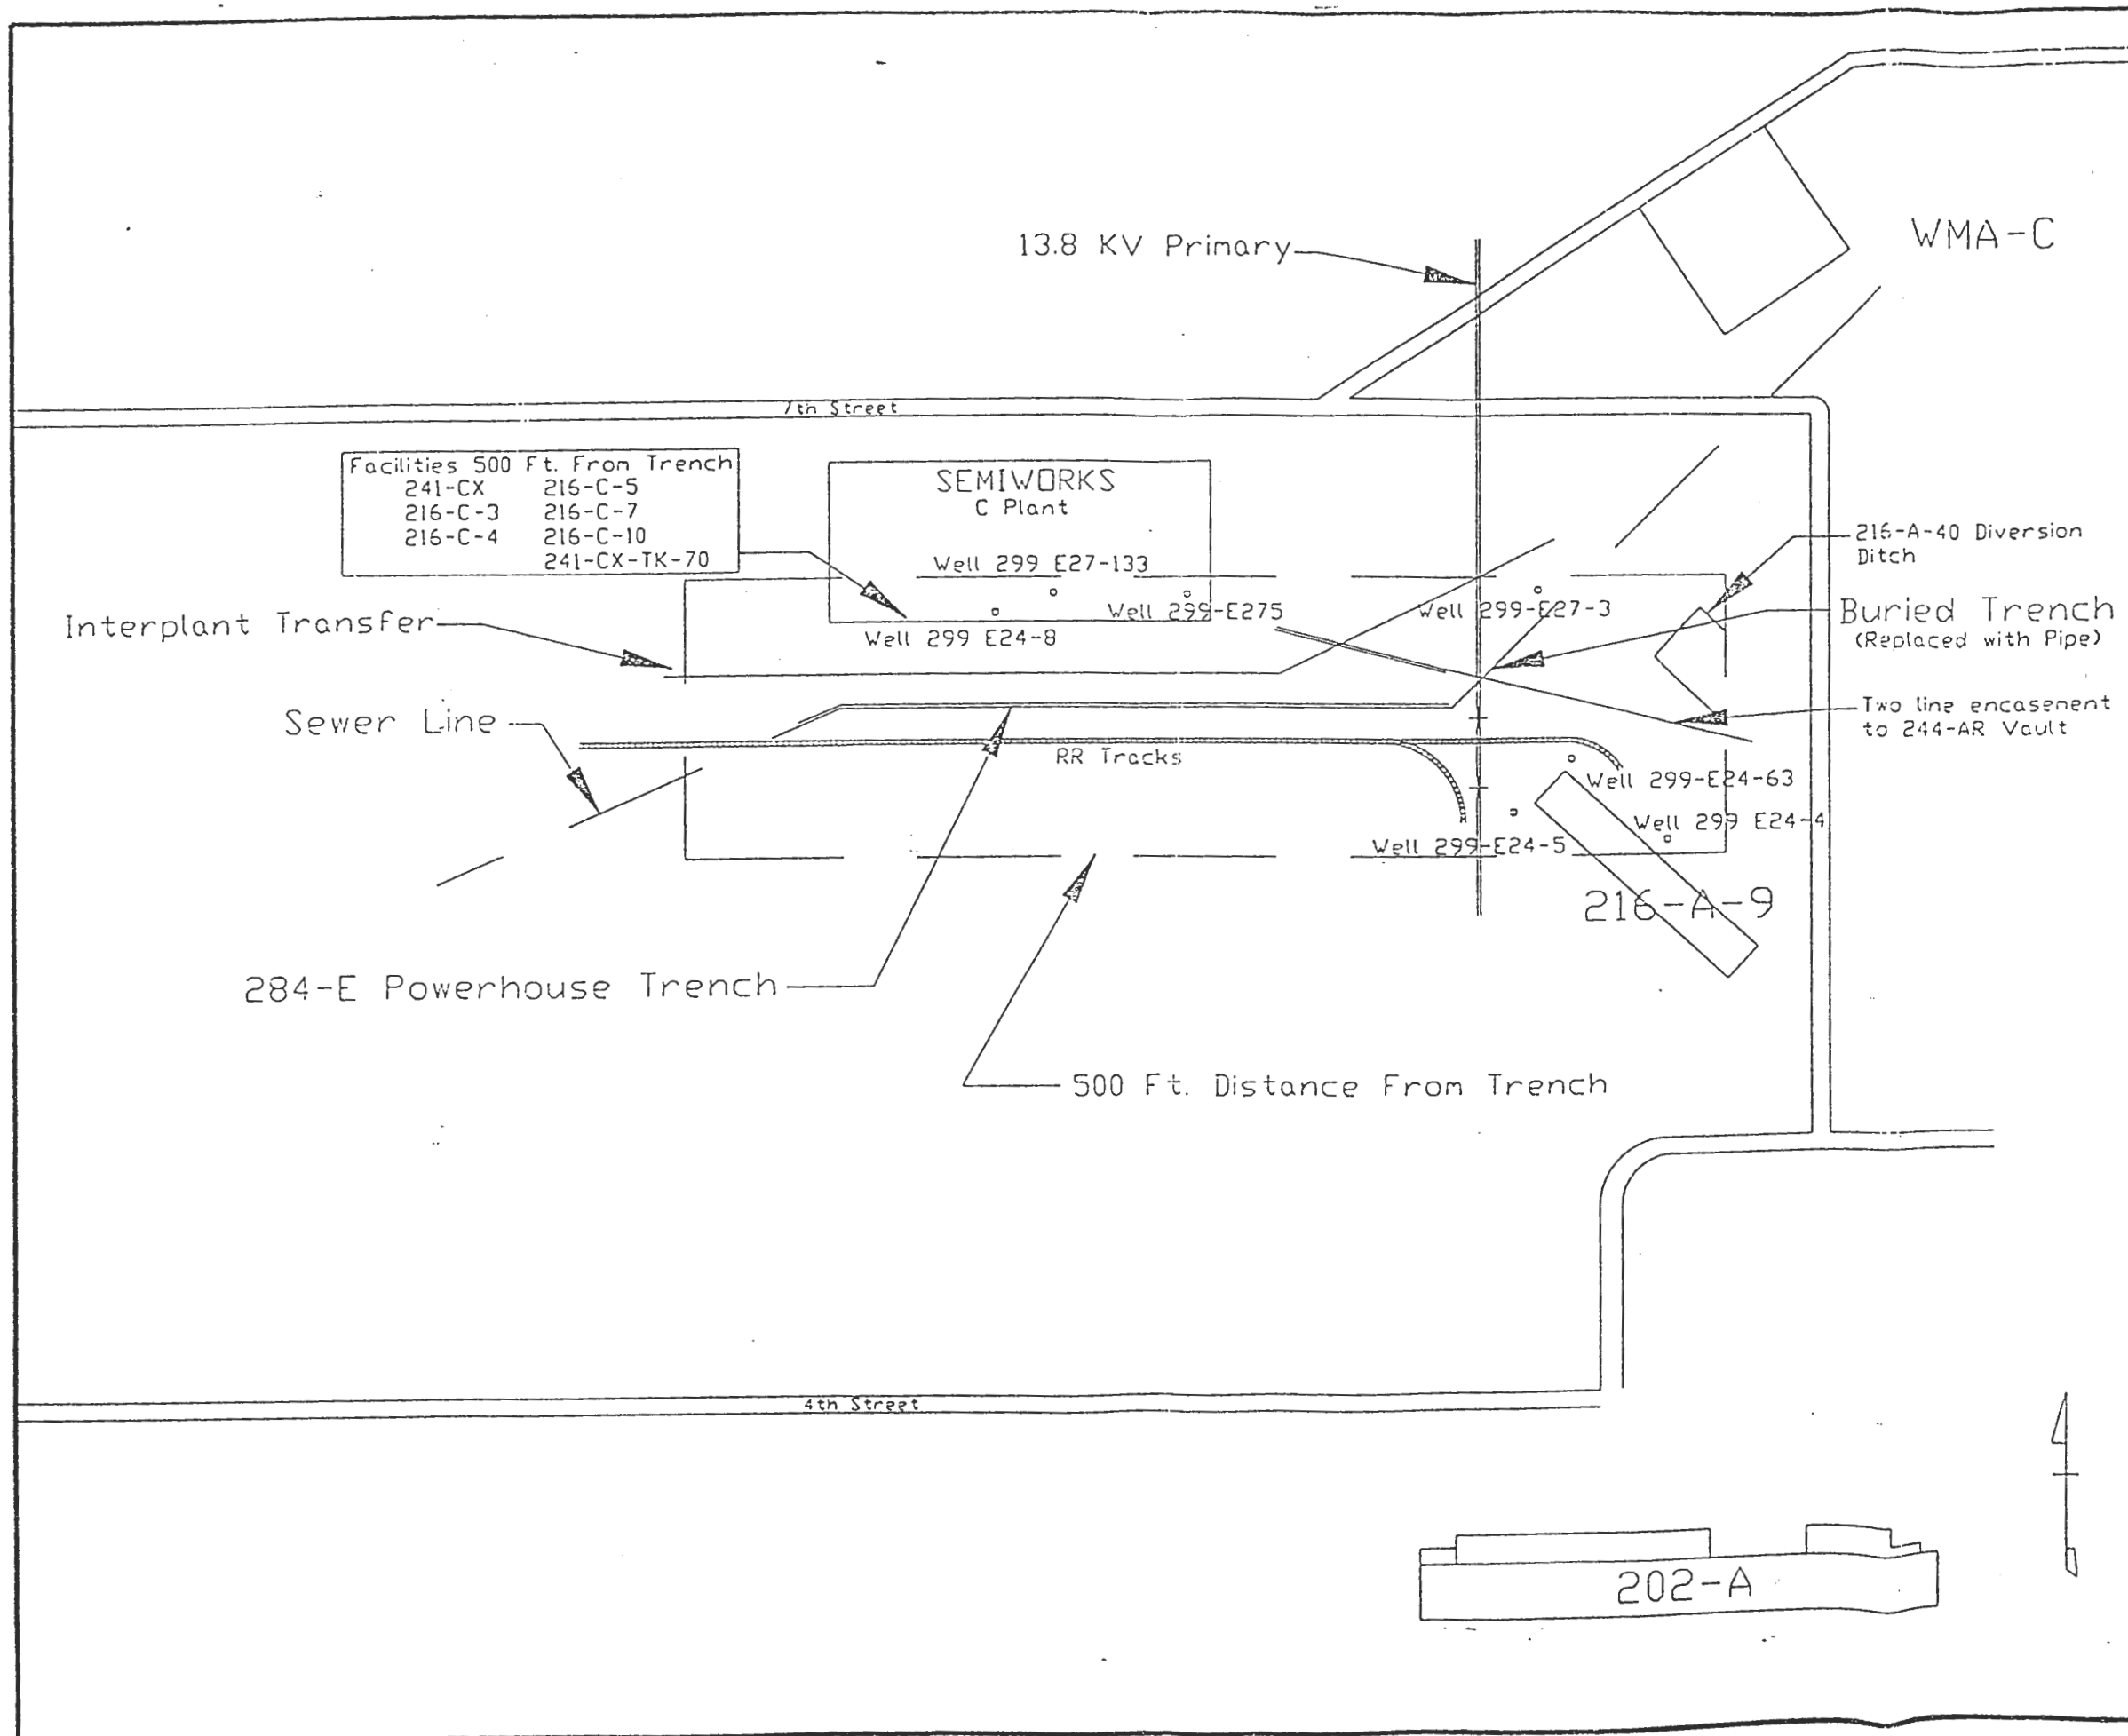 WMA-C
13.8 KV Primary
7th Street
Facilities 500 Ft. From Trench
241-CX 216-C-5
216-C-3 216-C-7
216-C-4 216-C-10
241-CX-TK-70
SEMIWORKS
C Plant
Well 299 E27-133
216-A-40 Diversion
Ditch
Interplant Transfer
Well 299 E24-8
Well 299-E275
Well 299-E27-3
Buried Trench
(Replaced with Pipe)
Sewer Line
Two line encasement
to 244-AR Vault
RR Tracks
Well 299-E24-63
Well 299 E24-4
Well 299-E24-5
216-A-9
284-E Powerhouse Trench
500 Ft. Distance From Trench
4th Street
202-A